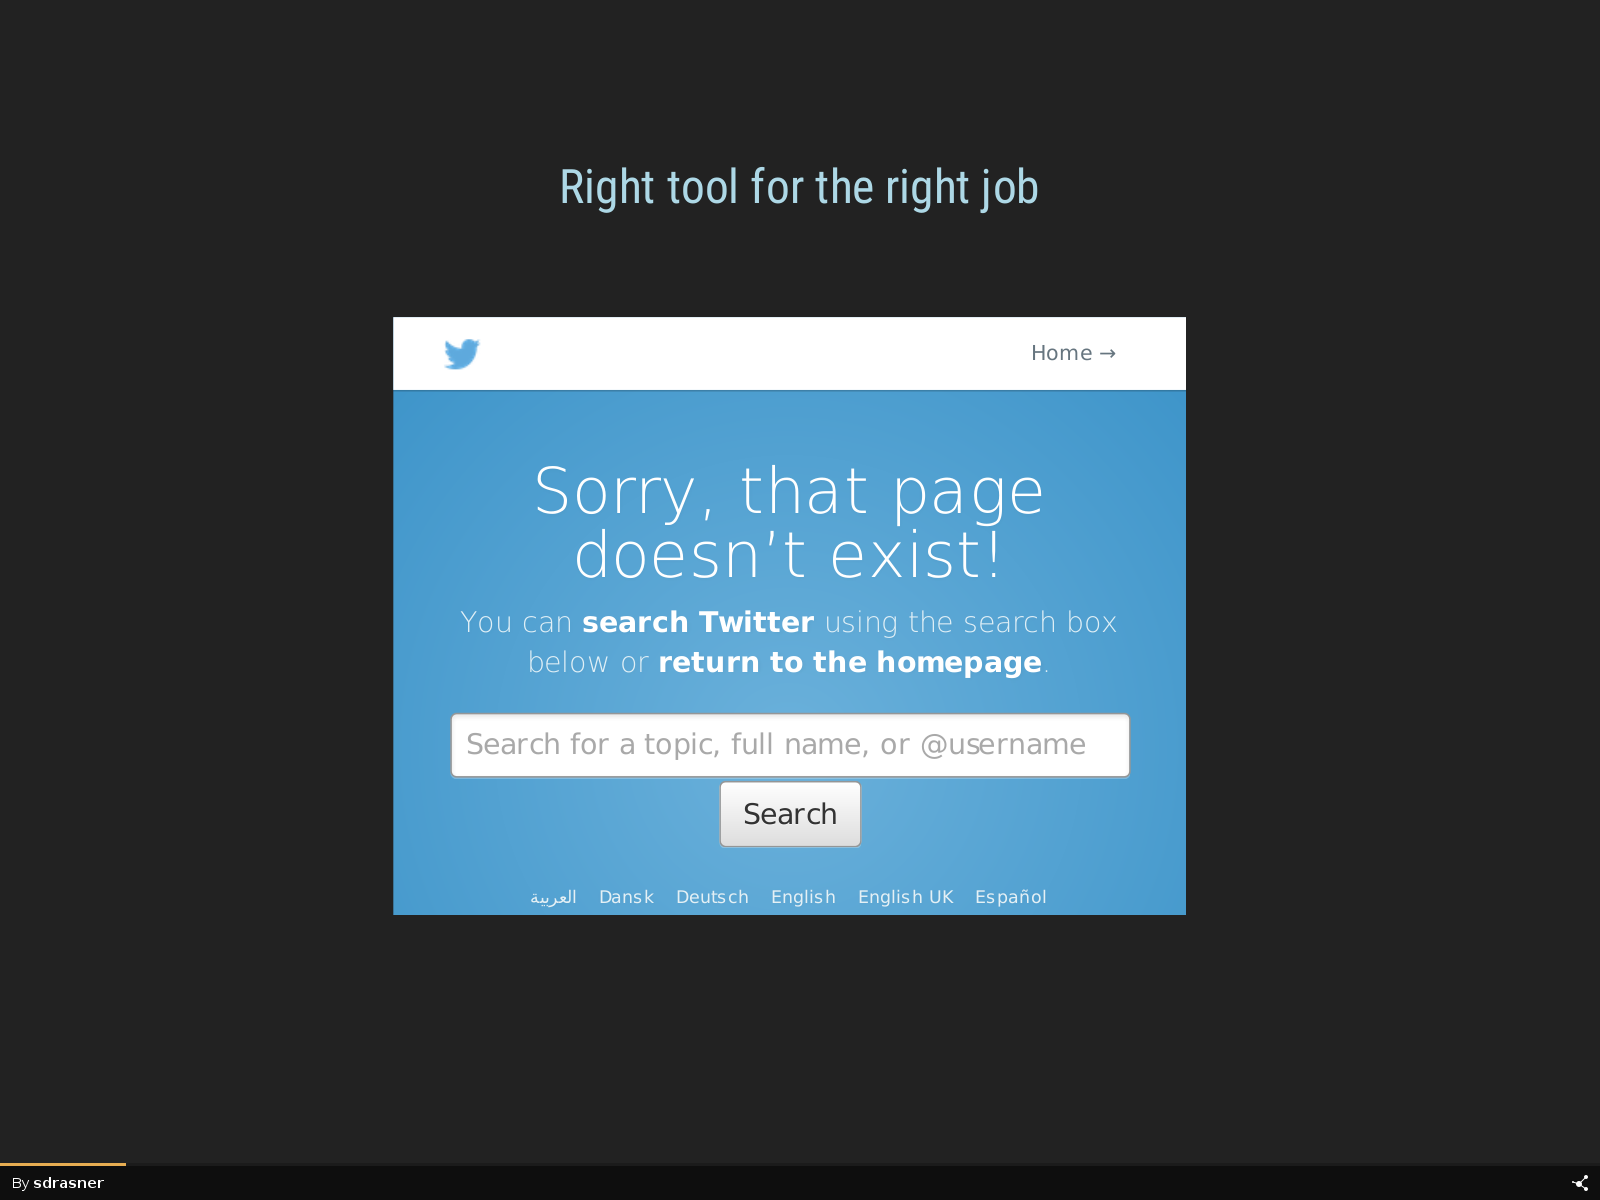 Right tool for the right job
Home →
Sorry, that page
doesn’t exist!
You can search Twitter using the search box
below or return to the homepage.
Search for a topic, full name, or @username
Search
العربية Dansk Deutsch English English UK Español
By sdrasner